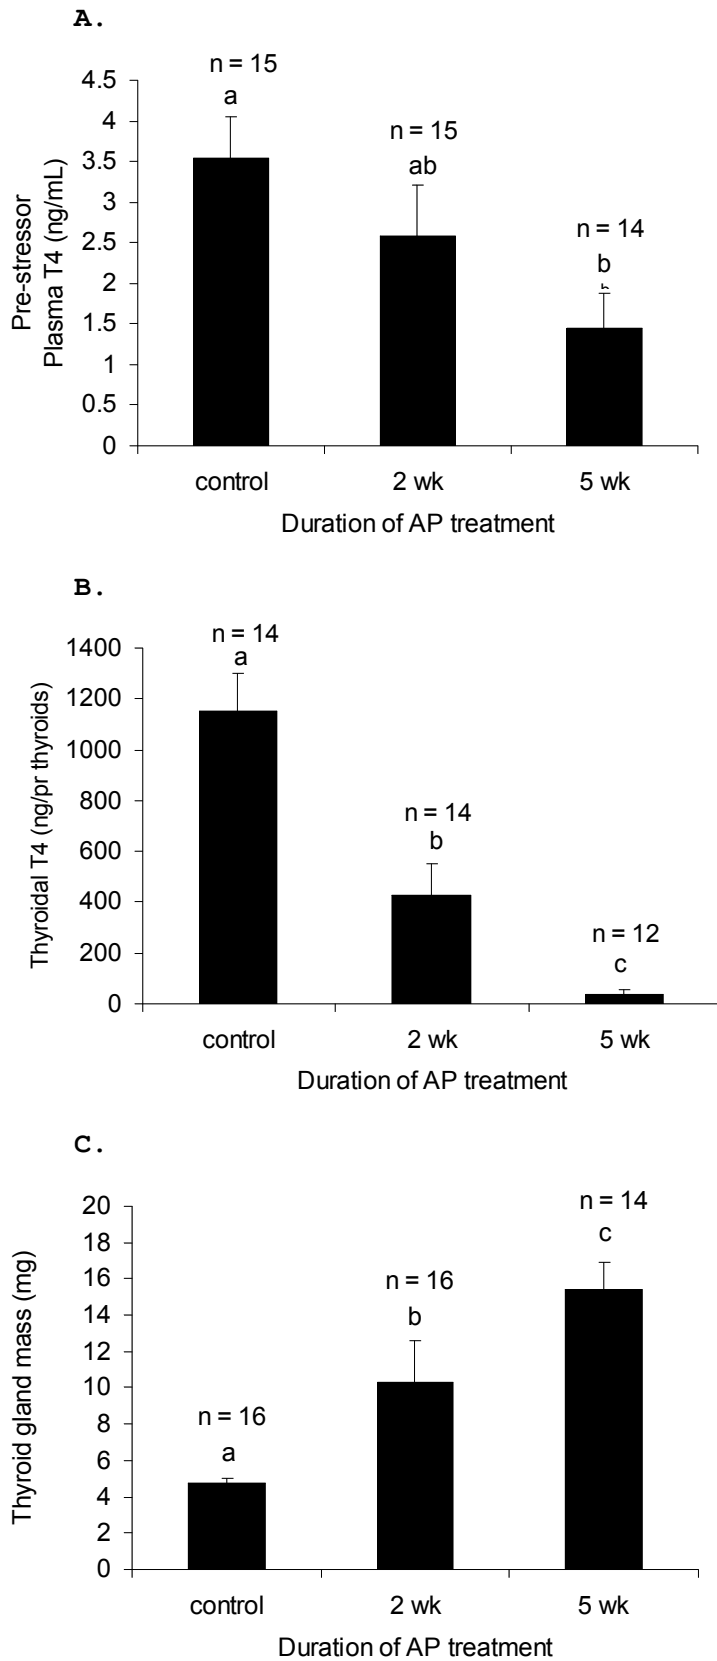 A.
n = 15
a
n = 15
ab
n = 14
b
4.5
4
3.5
3
2.5
2
1.5
1
0.5
0
Pre-stressor
Plasma T4 (ng/mL)
control 2 wk 5 wk
Duration of AP treatment
B.
n = 14
a
n = 14
b
n = 12
c
1400
1200
1000
800
600
400
200
0
Thyroidal T4 (ng/pr thyroids)
control 2 wk 5 wk
Duration of AP treatment
C.
n = 14
c
n = 16
b
n = 16
a
20
18
16
14
12
10
8
6
4
2
0
Thyroid gland mass (mg)
control 2 wk 5 wk
Duration of AP treatment